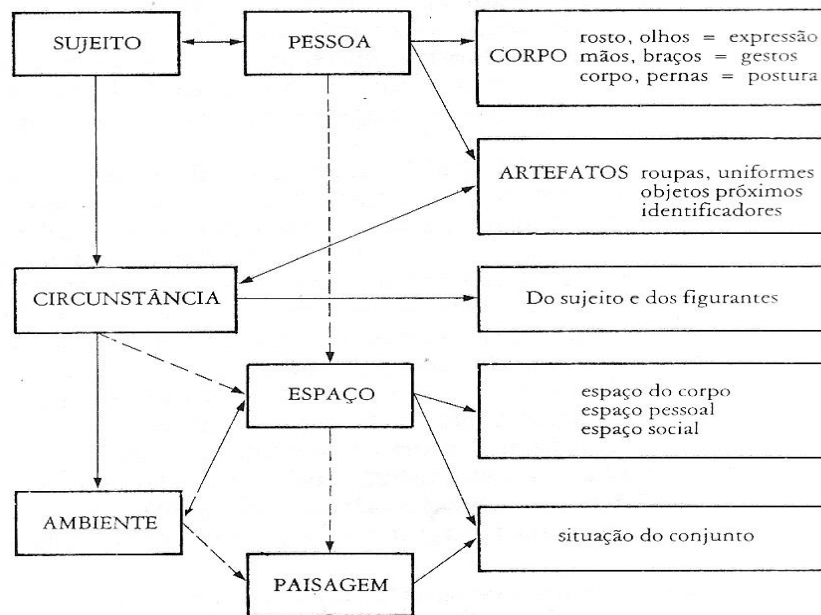 SUJEITO
PESSOA
CORPO rosto, olhos = expressão
mãos, braços = gestos
corpo, pernas = postura
ARTEFATOS roupas, uniformes
objetos próximos
identificadores
CIRCUNSTÂNCIA
Do sujeito e dos figurantes
ESPAÇO
espaço do corpo
espaço pessoal
espaço social
AMBIENTE
situação do conjunto
PAISAGEM